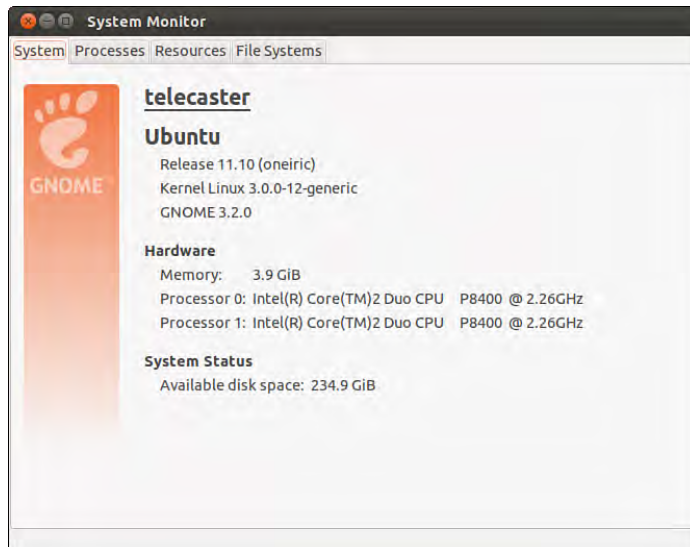 System Monitor
System Processes Resources File Systems
telecaster
Ubuntu
Release 11.10 (oneiric)
Kernel Linux 3.0.0-12-generic
GNOME 3.2.0
GNOME
Hardware
Memory: 3.9 GiB
Processor 0: Intel(R) Core(TM)2 Duo CPU P8400 @ 2.26GHz
Processor 1: Intel(R) Core(TM)2 Duo CPU P8400 @ 2.26GHz
System Status
Available disk space: 234.9 GiB